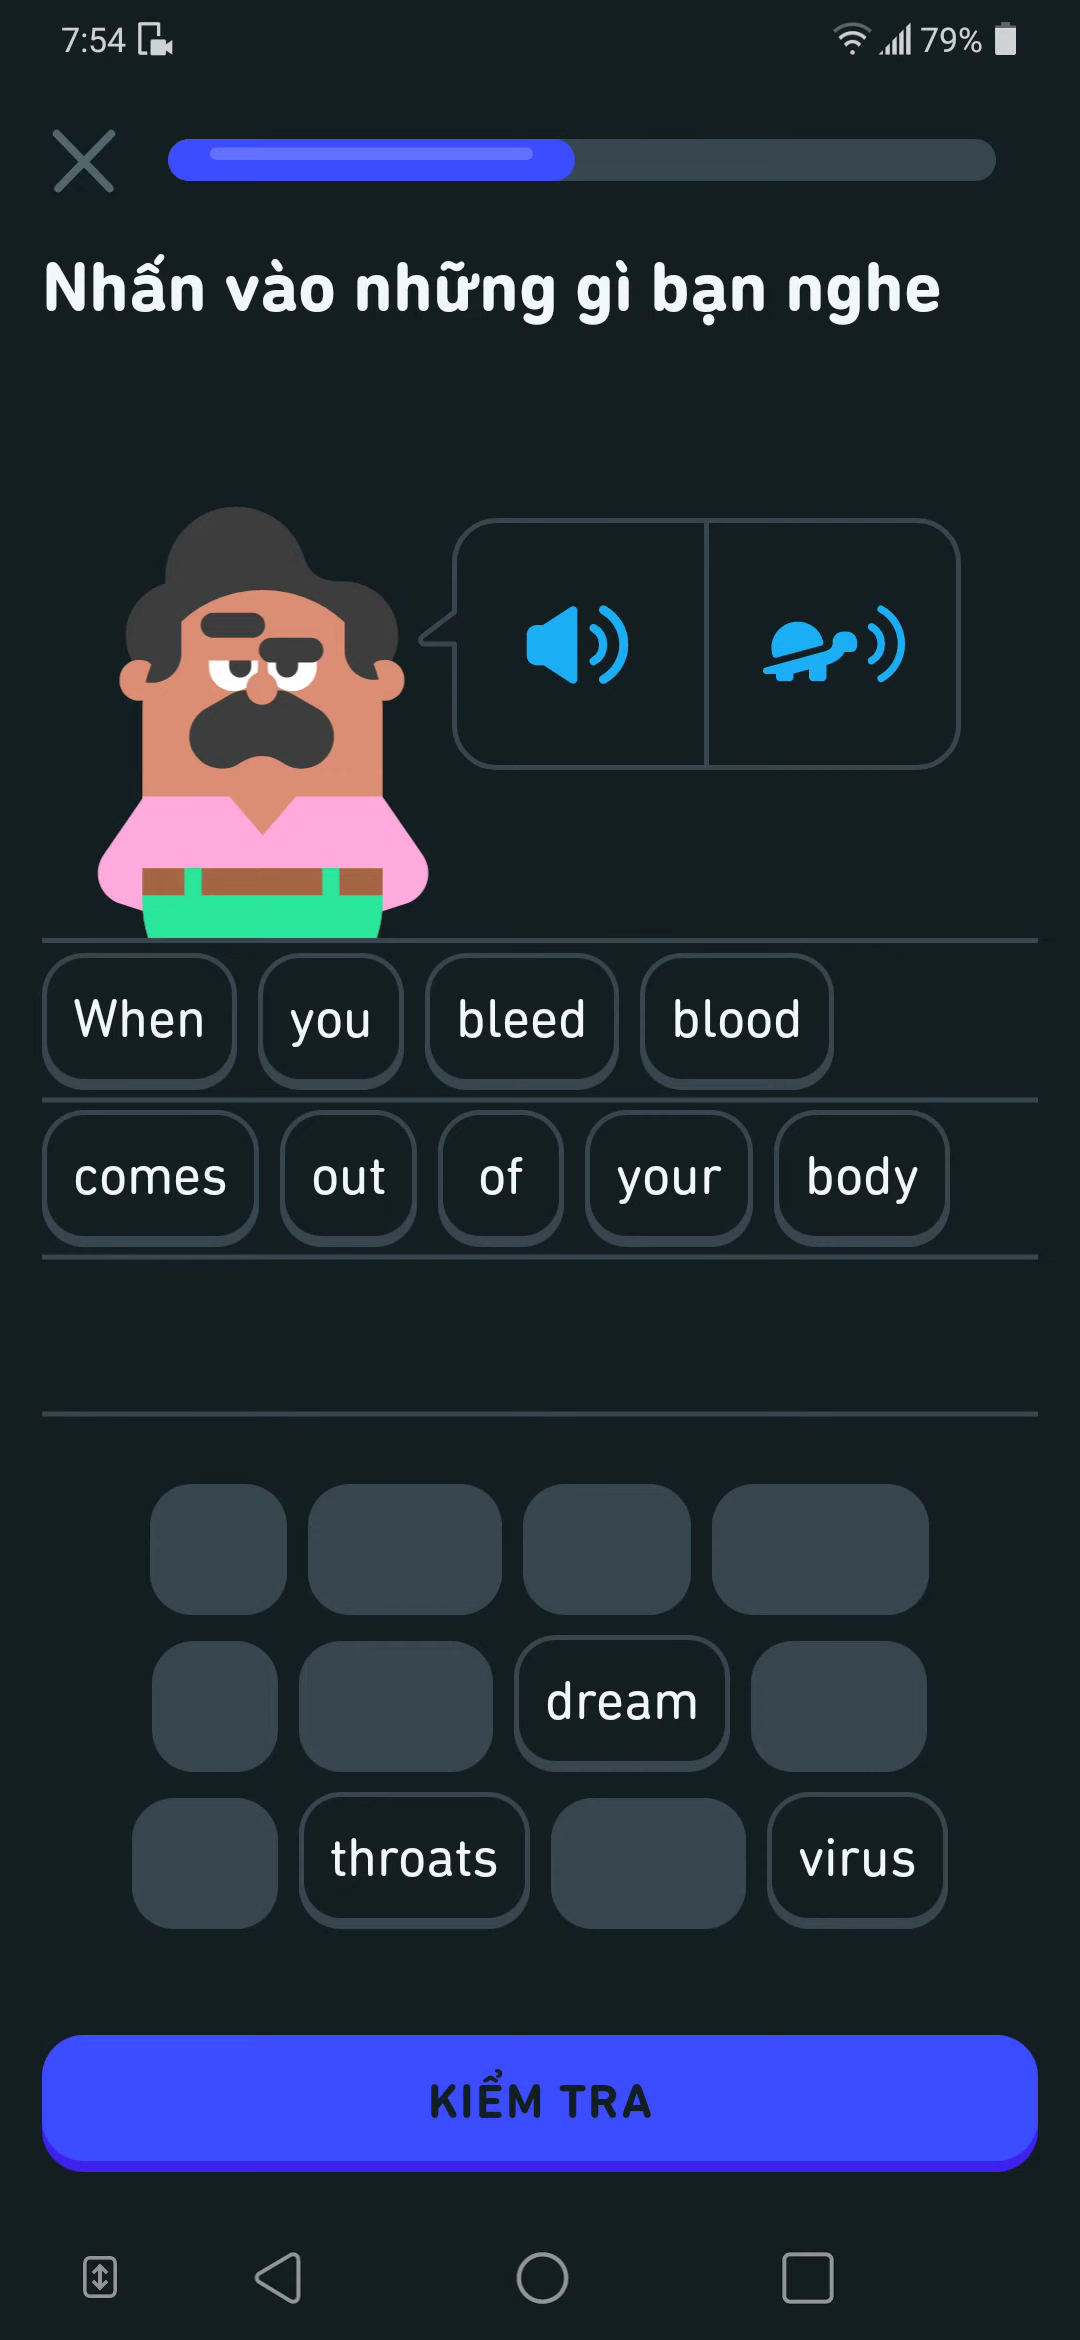 7:54 79%
Nhấn vào những gì bạn nghe
When you bleed blood
comes out of your body
dream
throats virus
KIỂM TRA